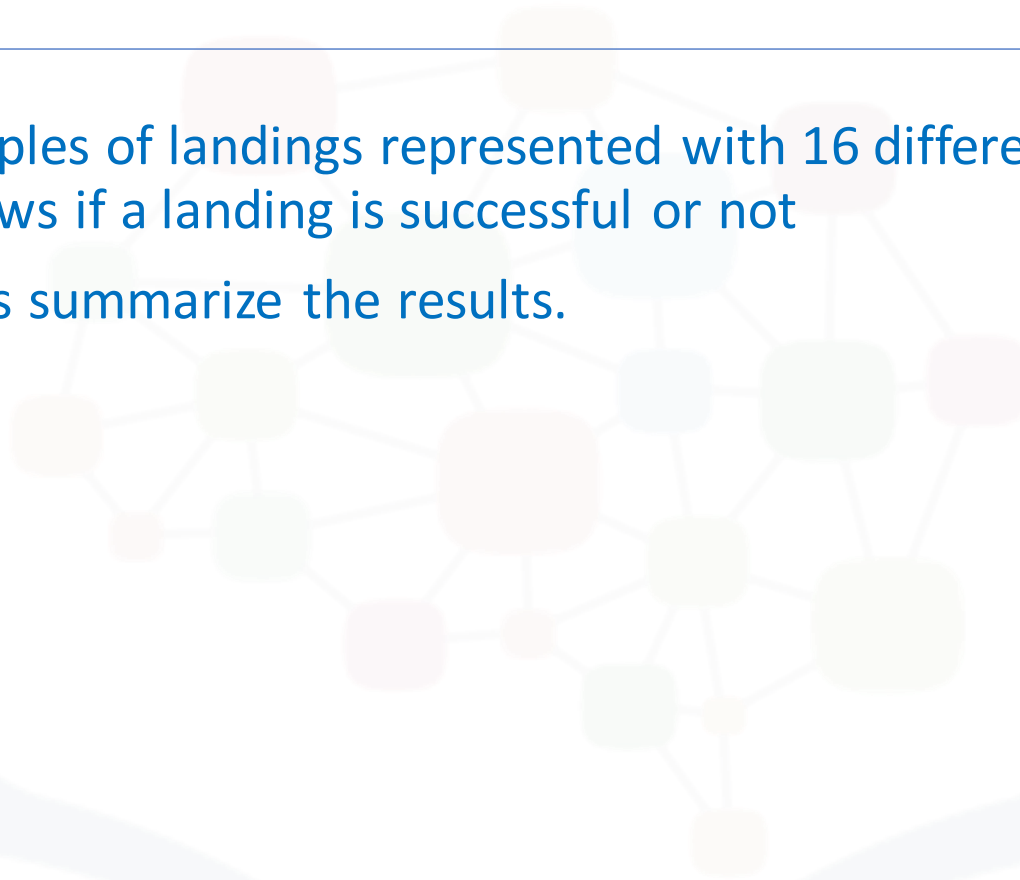 ples of landings represented with 16 differe
ws if a landing is successful or not
s summarize the results.